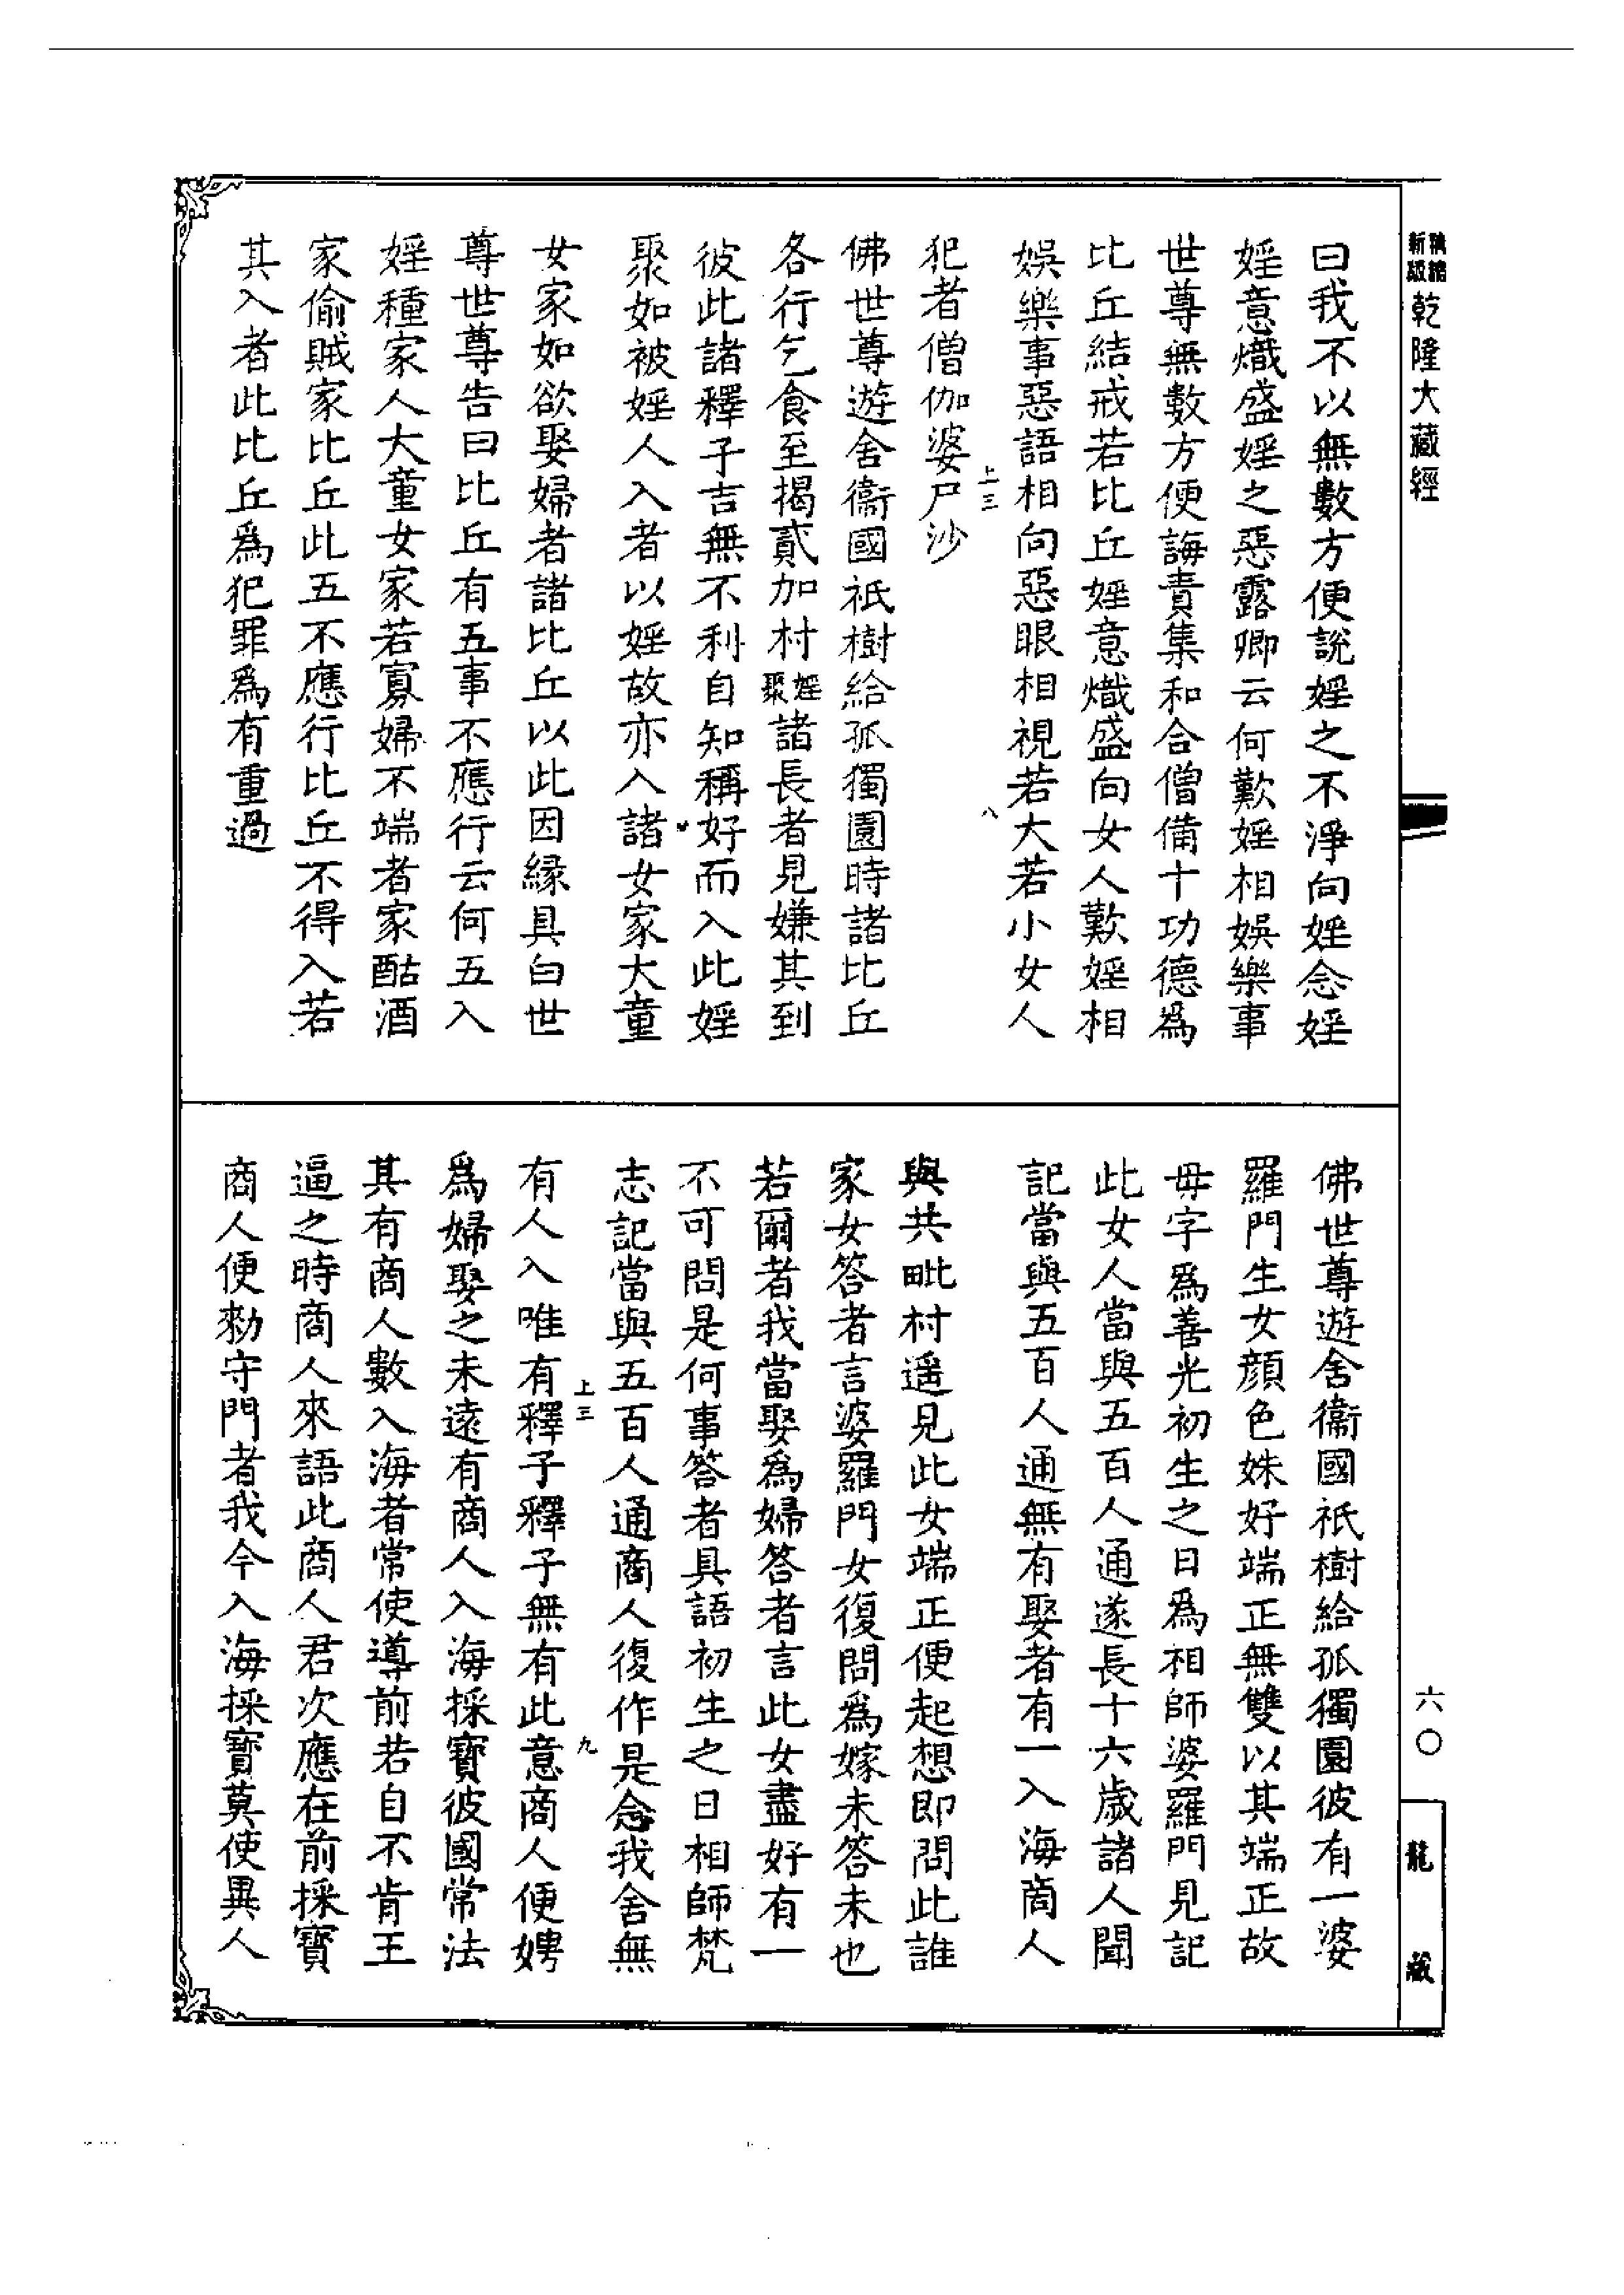 新編縮版乾隆大藏經
曰我不以無數方便說婬之不淨向婬念婬
婬意熾盛婬之惡露卿云何歎婬相娛樂事
世尊無數方便誨責集和合僧備十功德爲
比丘結戒若比丘婬意熾盛向女人歎婬相
娛樂事惡語相向惡眼相視若大若小女人
上三
八
犯者僧伽婆尸沙
佛世尊遊舍衞國祇樹給孤獨園時諸比丘
各行乞食至揭貳加村婬聚諸長者見嫌其到
彼此諸釋子吉無不利自知稱好而入此婬
聚如被婬人入者以婬故亦入諸女家大童
女家如欲娶婦者諸比丘以此因緣具白世
尊世尊告曰比丘有五事不應行云何五入
婬種家人大童女家若寡婦不端者家酤酒
家偷賊家比丘此五不應行比丘不得入若
其入者此比丘爲犯罪爲有重過
佛世尊遊舍衞國祇樹給孤獨園彼有一婆
羅門生女顏色姝好端正無雙以其端正故
母字爲善光初生之日爲相師婆羅門見記
此女人當與五百人通遂長十六歲諸人聞
記當與五百人通無有娶者有一入海商人
與共毗村遥見此女端正便起想即問此誰
家女答者言婆羅門女復問爲嫁未答未也
若爾者我當娶爲婦答者言此女盡好有一
不可問是何事答者具語初生之日相師梵
志記當與五百人通商人復作是念我舍無
上三
九
有人入唯有釋子釋子無有此意商人便娉
爲婦娶之未遠有商人入海採寶彼國常法
其有商人數入海者常使導前若自不肯王
逼之時商人來語此商人君次應在前採寶
商人便勑守門者我今入海採寶莫使異人
六〇
龍藏